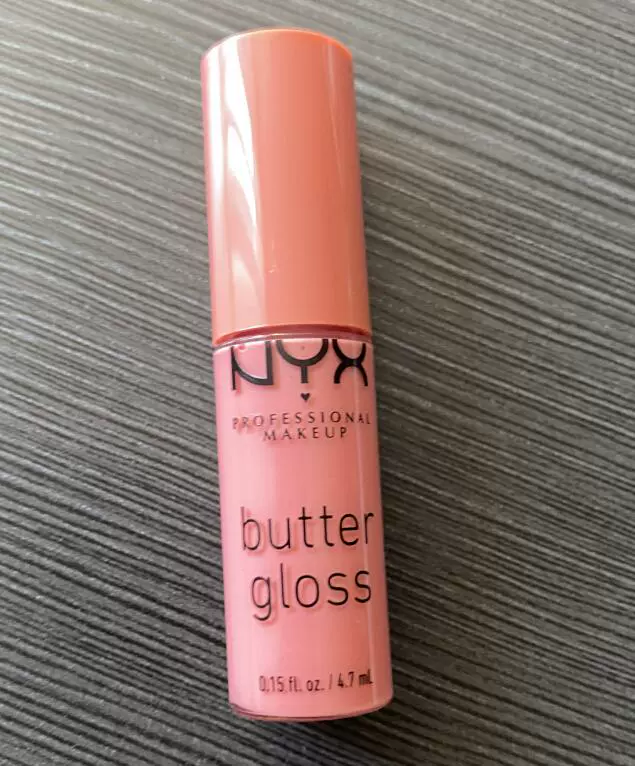 NYX
PROFESSIONAL
MAKEUP
butter
gloss
0.15 fl. oz. / 4.7 mL